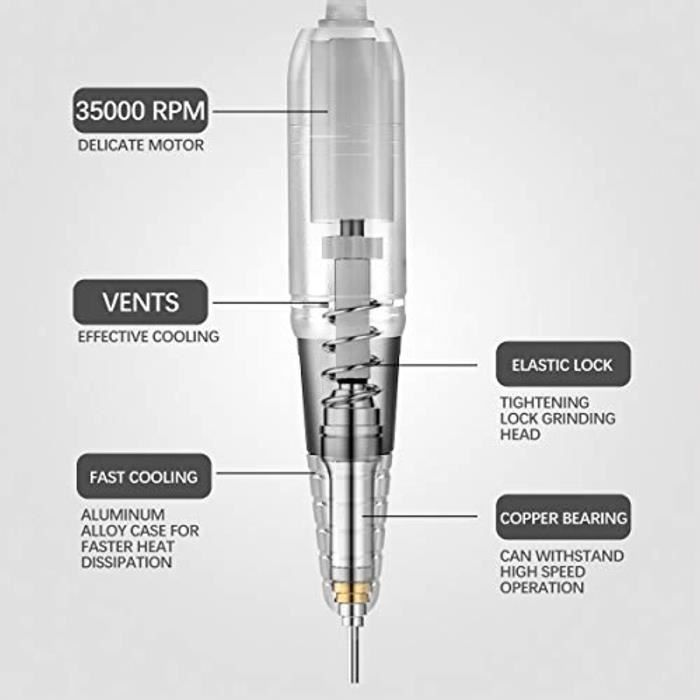 35000 RPM
DELICATE MOTOR
VENTS
EFFECTIVE COOLING
ELASTIC LOCK
TIGHTENING
LOCK GRINDING
HEAD
FAST COOLING
ALUMINUM
ALLOY CASE FOR
FASTER HEAT
DISSIPATION
COPPER BEARING
CAN WITHSTAND
HIGH SPEED
OPERATION